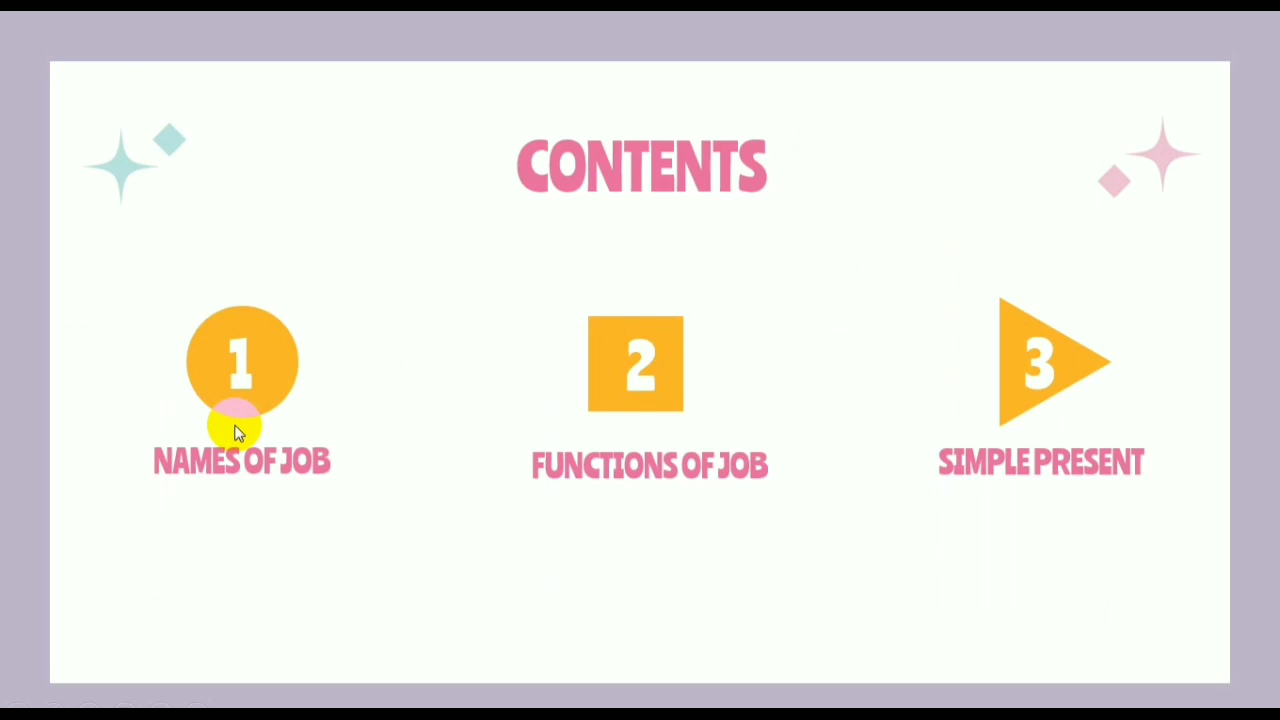 CONTENTS
1
2
3
NAMES OF JOB
FUNCTIONS OF JOB
SIMPLE PRESENT